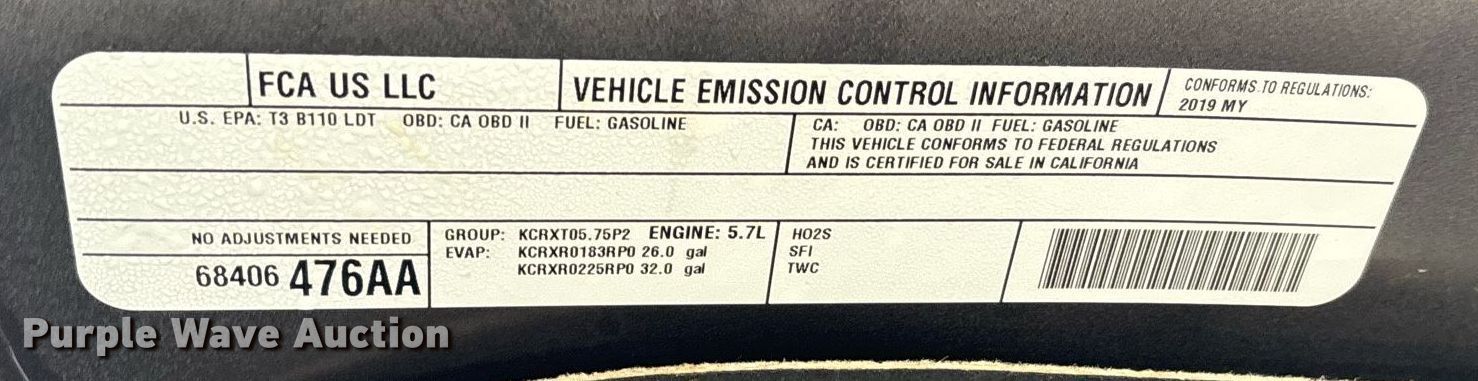 FCA US LLC
VEHICLE EMISSION CONTROL INFORMATION
CONFORMS TO REGULATIONS:
2019 MY
U.S. EPA: T3 B110 LDT OBD: CA OBD II FUEL: GASOLINE
CA: OBD: CA OBD II FUEL: GASOLINE
THIS VEHICLE CONFORMS TO FEDERAL REGULATIONS
AND IS CERTIFIED FOR SALE IN CALIFORNIA
NO ADJUSTMENTS NEEDED
68406 476AA
GROUP: KCRXT05.75P2 ENGINE: 5.7L
EVAP: KCRXR0183RP0 26.0 gal
KCRXR0225RP0 32.0 gal
HO2S
SFI
TWC
Purple Wave Auction